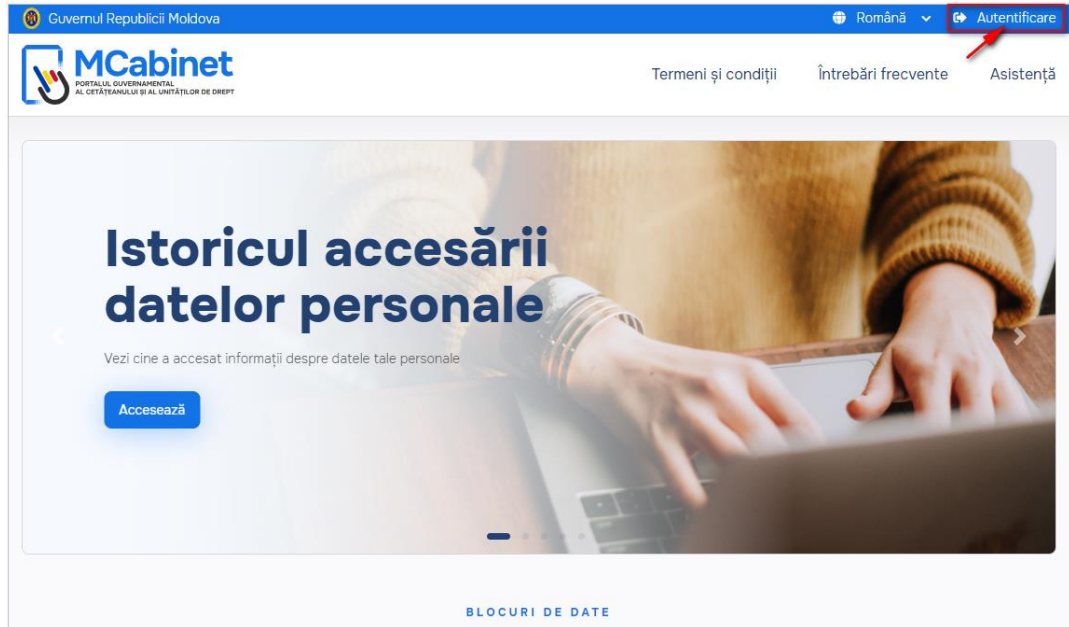 Guvernul Republicii Moldova
Română
Autentificare
MCabinet
PORTALUL GUVERNAMENTAL
AL CETĂȚEANULUI ȘI AL UNITĂȚILOR DE DREPT
Termeni și condiții
Întrebări frecvente
Asistență
Istoricul accesării
datelor personale
Vezi cine a accesat informații despre datele tale personale
Accesează
BLOCURI DE DATE